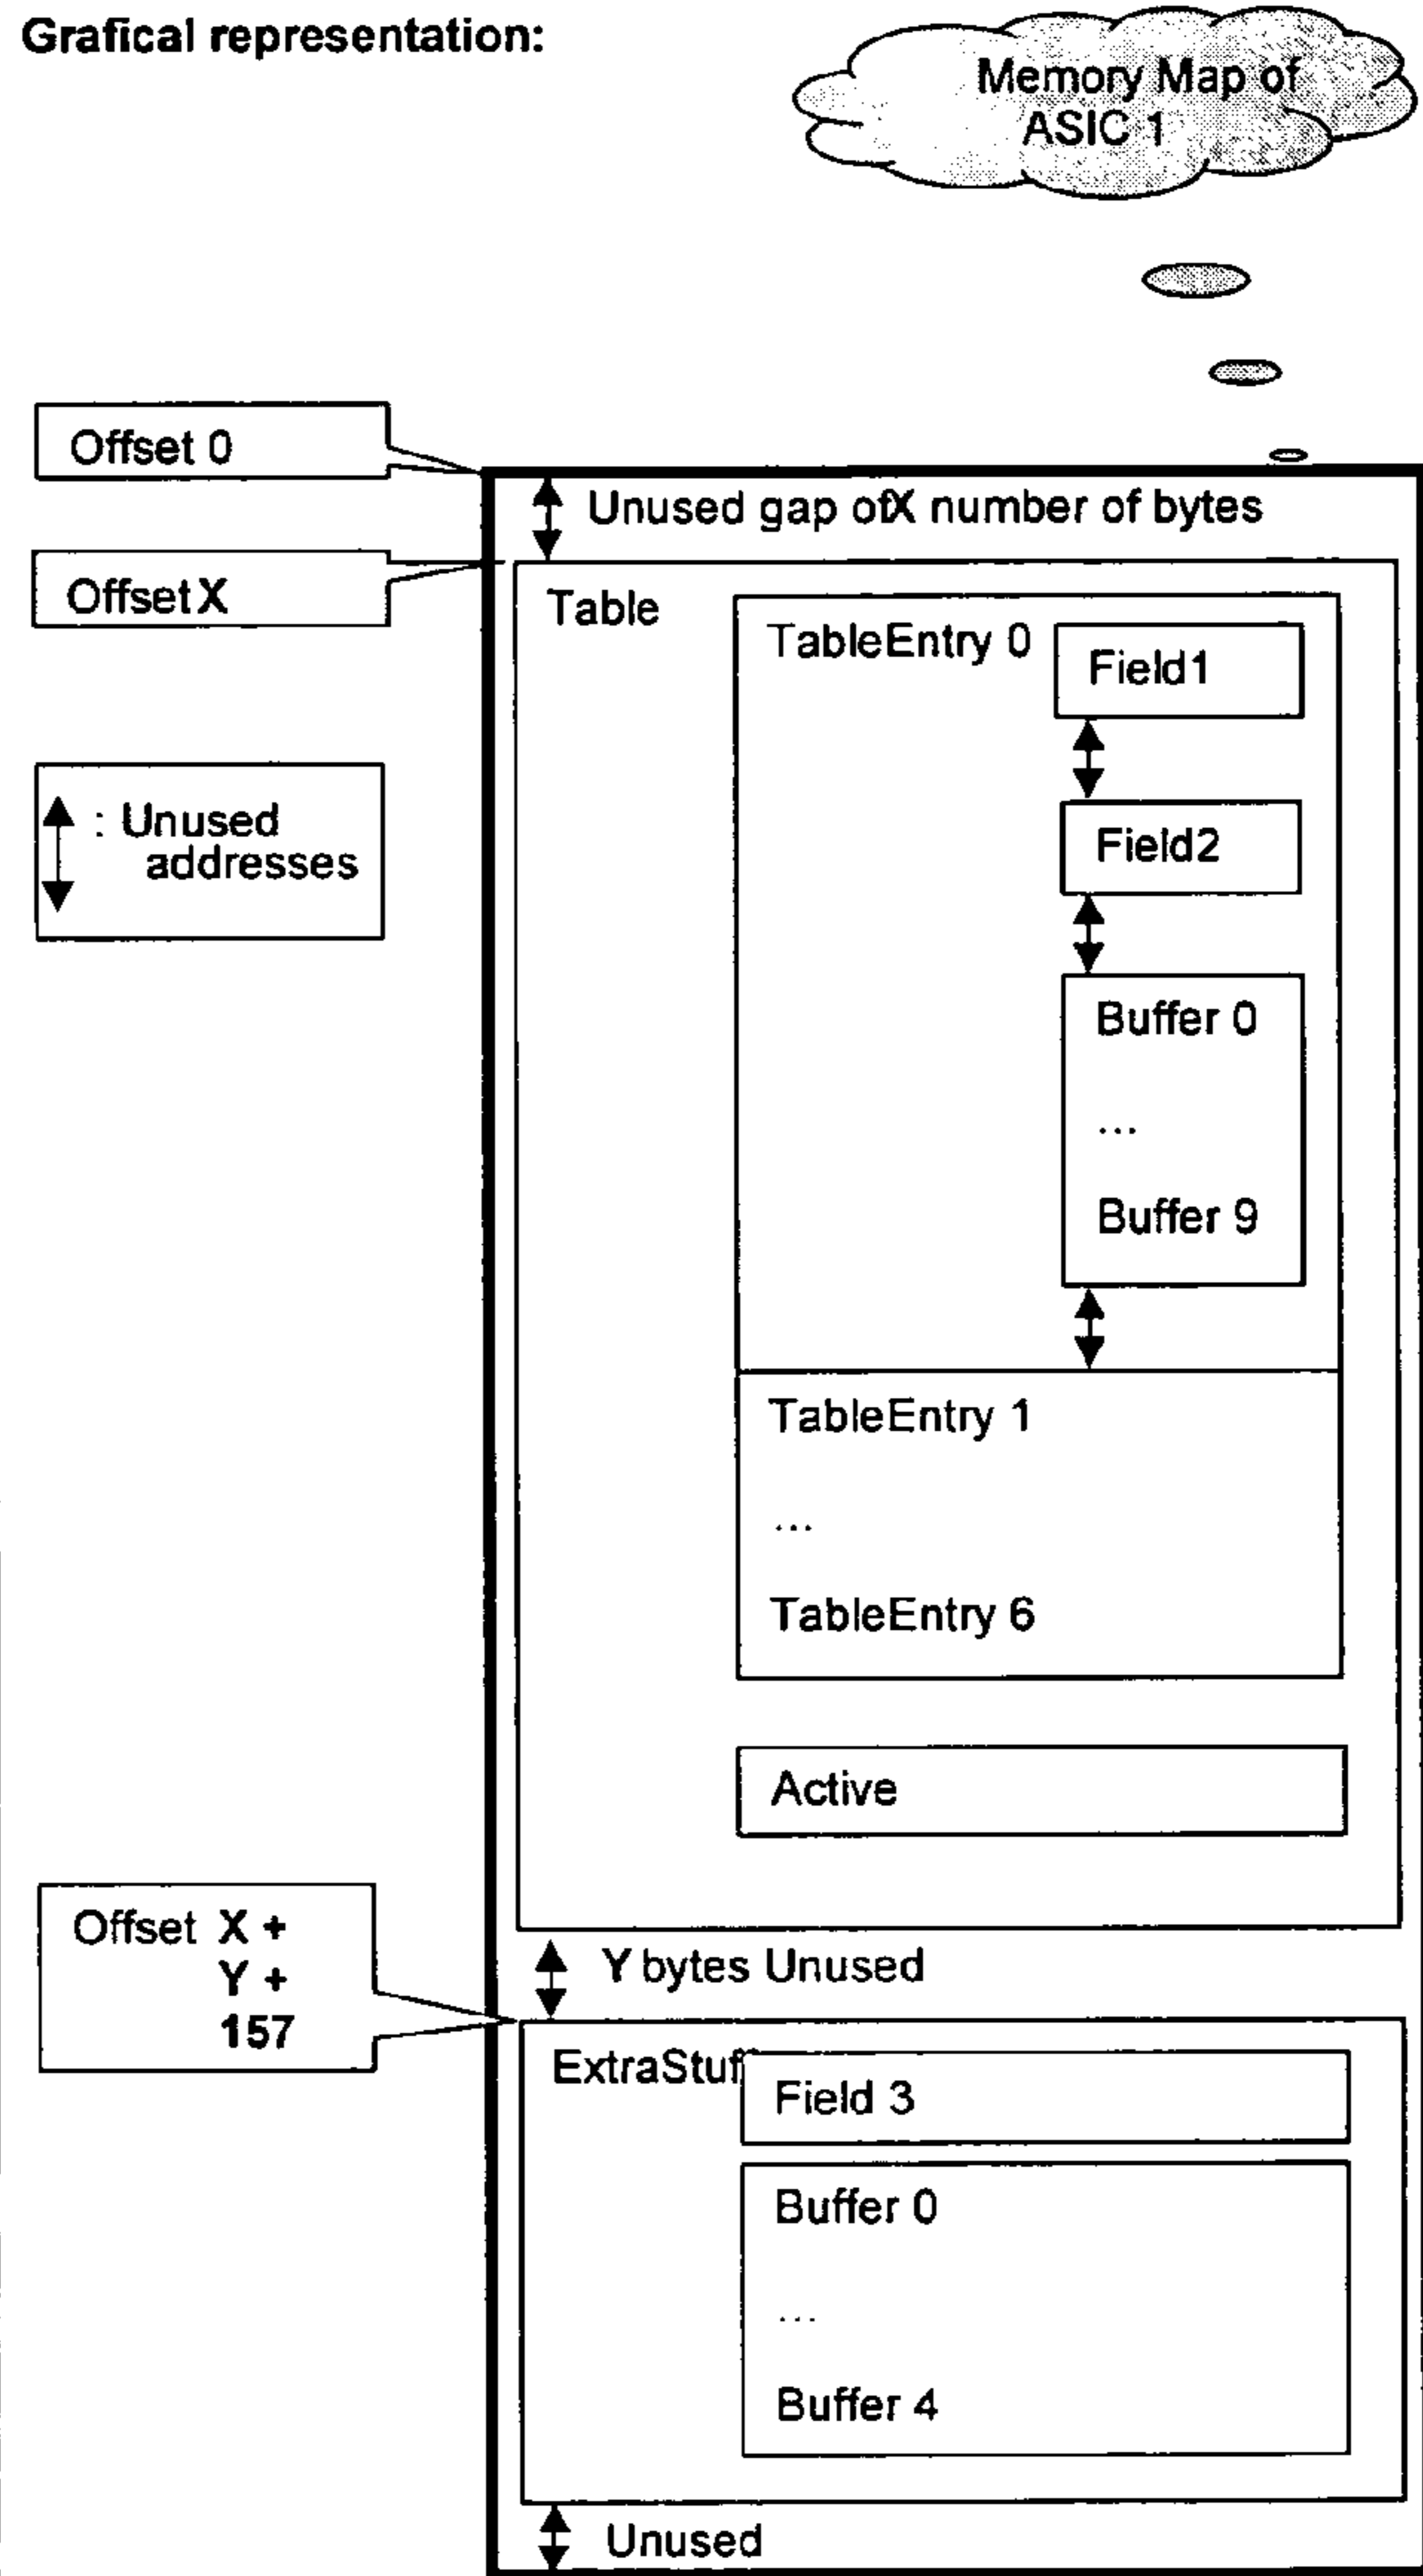 Grafical representation:
Memory Map of
ASIC 1
Offset 0
Unused gap of X number of bytes
Offset X
Table
TableEntry 0
Field1
: Unused
addresses
Field2
Buffer 0
...
Buffer 9
TableEntry 1
...
TableEntry 6
Active
Offset X +
Y +
157
Y bytes Unused
ExtraStuf
Field 3
Buffer 0
...
Buffer 4
Unused